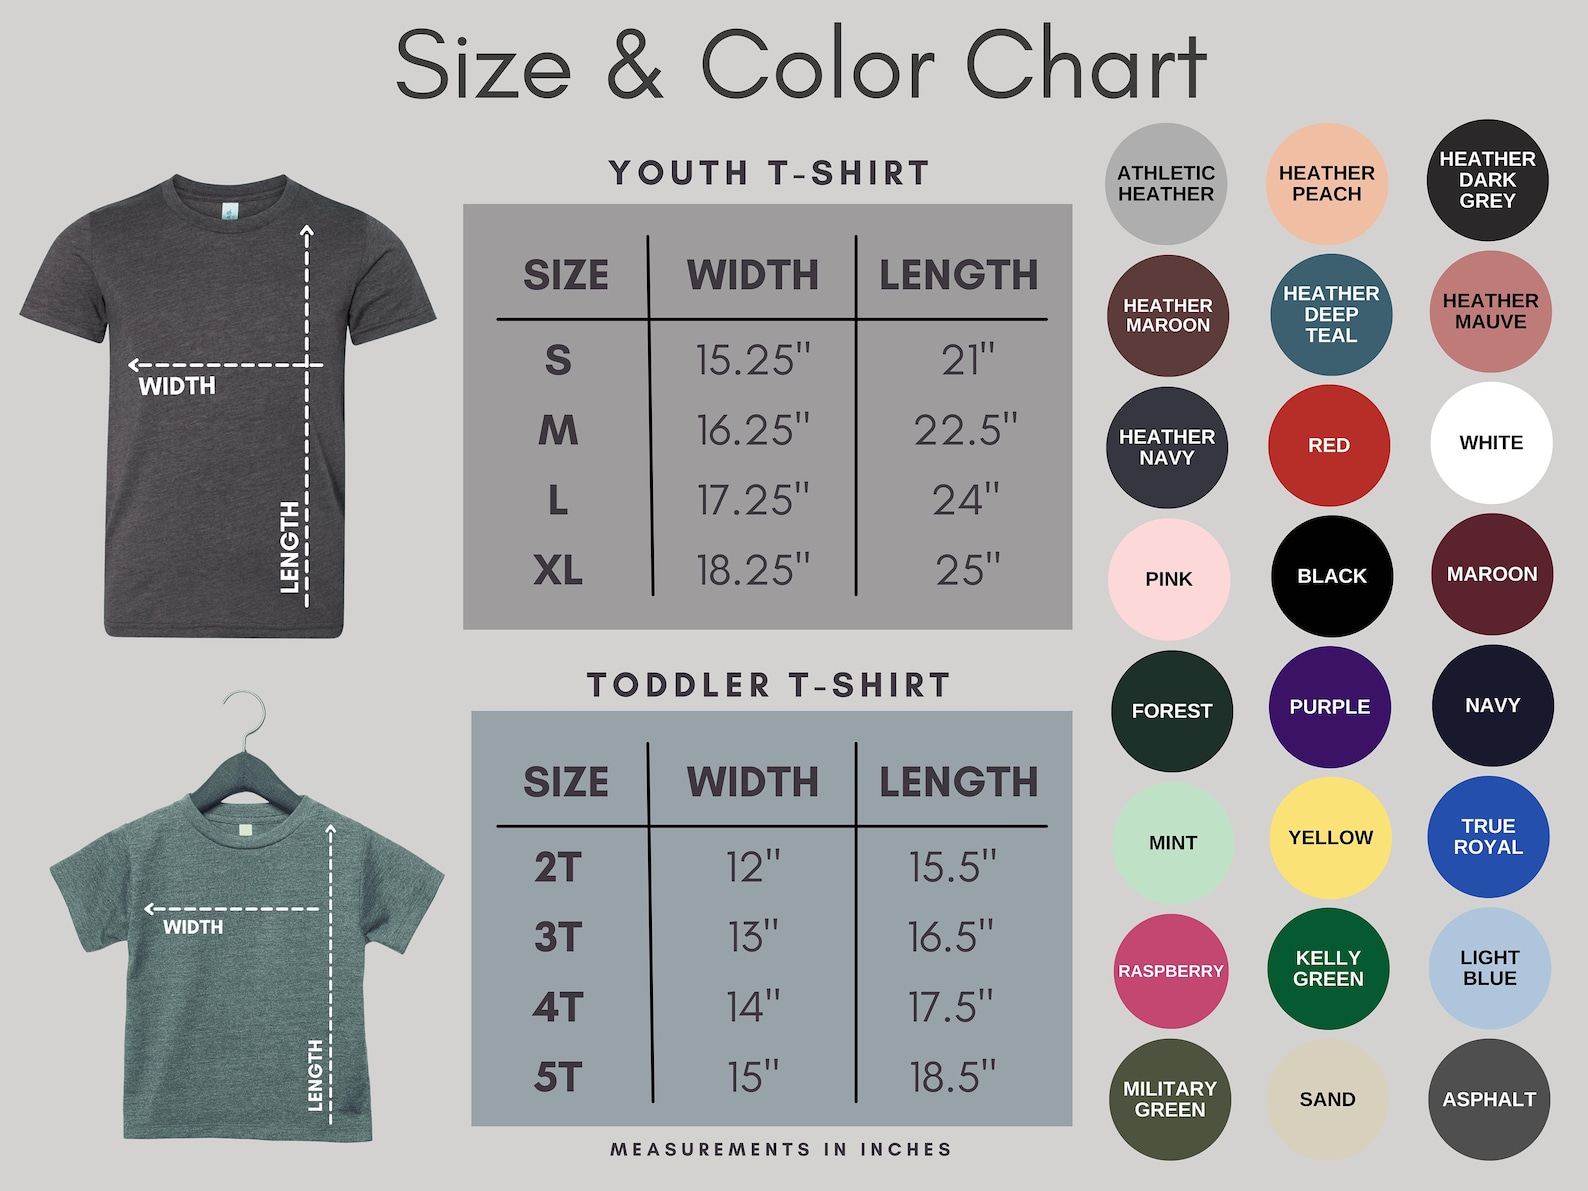 Size & Color Chart
YOUTH T-SHIRT
SIZE WIDTH LENGTH
S 15.25" 21"
M 16.25" 22.5"
L 17.25" 24"
XL 18.25" 25"
WIDTH
LENGTH
TODDLER T-SHIRT
SIZE WIDTH LENGTH
2T 12" 15.5"
3T 13" 16.5"
4T 14" 17.5"
5T 15" 18.5"
WIDTH
LENGTH
MEASUREMENTS IN INCHES
ATHLETIC
HEATHER
HEATHER
PEACH
HEATHER
DARK
GREY
HEATHER
MAROON
HEATHER
DEEP
TEAL
HEATHER
MAUVE
HEATHER
NAVY
RED
WHITE
PINK
BLACK
MAROON
FOREST
PURPLE
NAVY
MINT
YELLOW
TRUE
ROYAL
RASPBERRY
KELLY
GREEN
LIGHT
BLUE
MILITARY
GREEN
SAND
ASPHALT